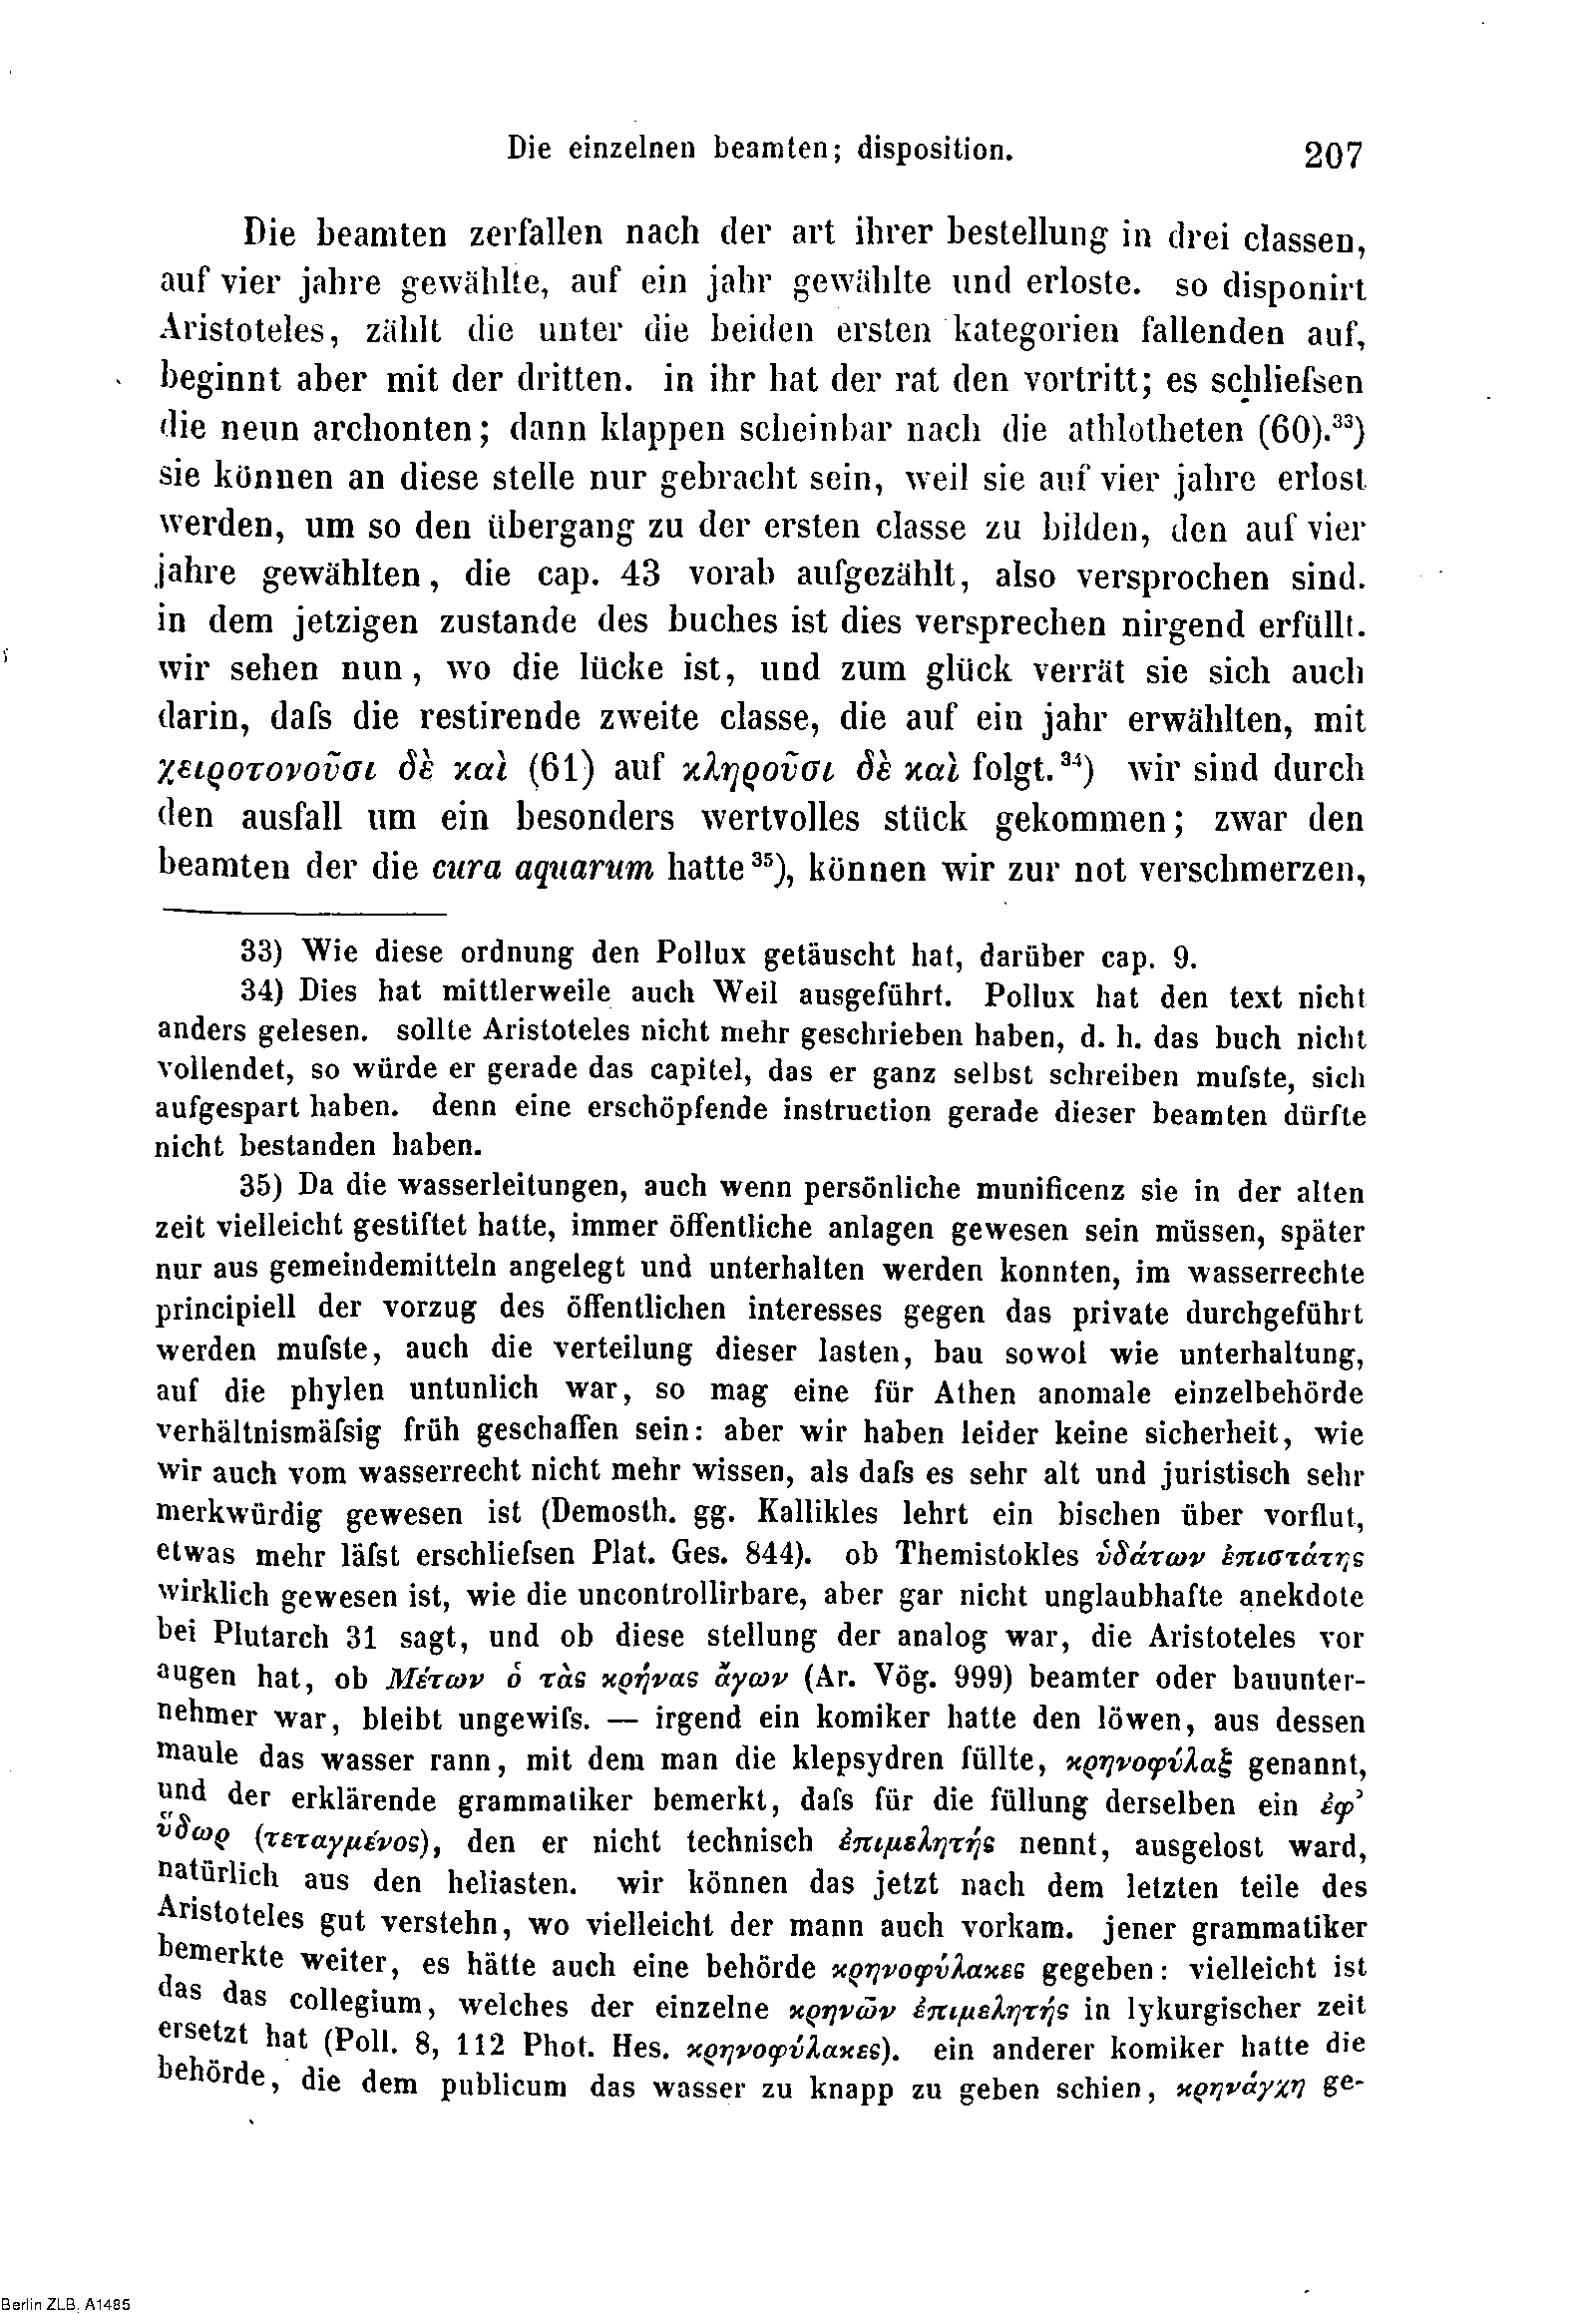 Die einzelnen beamten; disposition. 207
Die beamten zerfallen nach der art ihrer bestellung in drei classen,
auf vier jahre gewählte, auf ein jahr gewählte und erloste. so disponirt
Aristoteles, zählt die unter die beiden ersten kategorien fallenden auf,
beginnt aber mit der dritten. in ihr hat der rat den vortritt; es schlieſsen
die neun archonten; dann klappen scheinbar nach die athlotheten (60).³³)
sie können an diese stelle nur gebracht sein, weil sie auf vier jahre erlost
werden, um so den übergang zu der ersten classe zu bilden, den auf vier
jahre gewählten, die cap. 43 vorab aufgezählt, also versprochen sind.
in dem jetzigen zustande des buches ist dies versprechen nirgend erfüllt.
wir sehen nun, wo die lücke ist, und zum glück verrät sie sich auch
darin, daſs die restirende zweite classe, die auf ein jahr erwählten, mit
χειροτονοῦσι δὲ καὶ (61) auf κληροῦσι δὲ καὶ folgt.³⁴) wir sind durch
den ausfall um ein besonders wertvolles stück gekommen; zwar den
beamten der die cura aquarum hatte³⁵), können wir zur not verschmerzen,
33) Wie diese ordnung den Pollux getäuscht hat, darüber cap. 9.
34) Dies hat mittlerweile auch Weil ausgeführt. Pollux hat den text nicht
anders gelesen. sollte Aristoteles nicht mehr geschrieben haben, d. h. das buch nicht
vollendet, so würde er gerade das capitel, das er ganz selbst schreiben muſste, sich
aufgespart haben. denn eine erschöpfende instruction gerade dieser beamten dürfte
nicht bestanden haben.
35) Da die wasserleitungen, auch wenn persönliche munificenz sie in der alten
zeit vielleicht gestiftet hatte, immer öffentliche anlagen gewesen sein müssen, später
nur aus gemeindemitteln angelegt und unterhalten werden konnten, im wasserrechte
principiell der vorzug des öffentlichen interesses gegen das private durchgeführt
werden muſste, auch die verteilung dieser lasten, bau sowol wie unterhaltung,
auf die phylen untunlich war, so mag eine für Athen anomale einzelbehörde
verhältnismäſsig früh geschaffen sein: aber wir haben leider keine sicherheit, wie
wir auch vom wasserrecht nicht mehr wissen, als daſs es sehr alt und juristisch sehr
merkwürdig gewesen ist (Demosth. gg. Kallikles lehrt ein bischen über vorflut,
etwas mehr läſst erschlieſsen Plat. Ges. 844). ob Themistokles ὑδάτων ἐπιστάτης
wirklich gewesen ist, wie die uncontrollirbare, aber gar nicht unglaubhafte anekdote
bei Plutarch 31 sagt, und ob diese stellung der analog war, die Aristoteles vor
augen hat, ob Μέτων ὁ τὰς κρήνας ἄγων (Ar. Vög. 999) beamter oder bauunter-
nehmer war, bleibt ungewiſs. — irgend ein komiker hatte den löwen, aus dessen
maule das wasser rann, mit dem man die klepsydren füllte, κρηνοφύλαξ genannt,
und der erklärende grammatiker bemerkt, daſs für die füllung derselben ein ἐφ’
ὕδωρ (τεταγμένος), den er nicht technisch ἐπιμελητής nennt, ausgelost ward,
natürlich aus den heliasten. wir können das jetzt nach dem letzten teile des
Aristoteles gut verstehn, wo vielleicht der mann auch vorkam. jener grammatiker
bemerkte weiter, es hätte auch eine behörde κρηνοφύλακες gegeben: vielleicht ist
das das collegium, welches der einzelne κρηνῶν ἐπιμελητής in lykurgischer zeit
ersetzt hat (Poll. 8, 112 Phot. Hes. κρηνοφύλακες). ein anderer komiker hatte die
behörde, die dem publicum das wasser zu knapp zu geben schien, κρηνάγχη ge-
Berlin ZLB, A1485